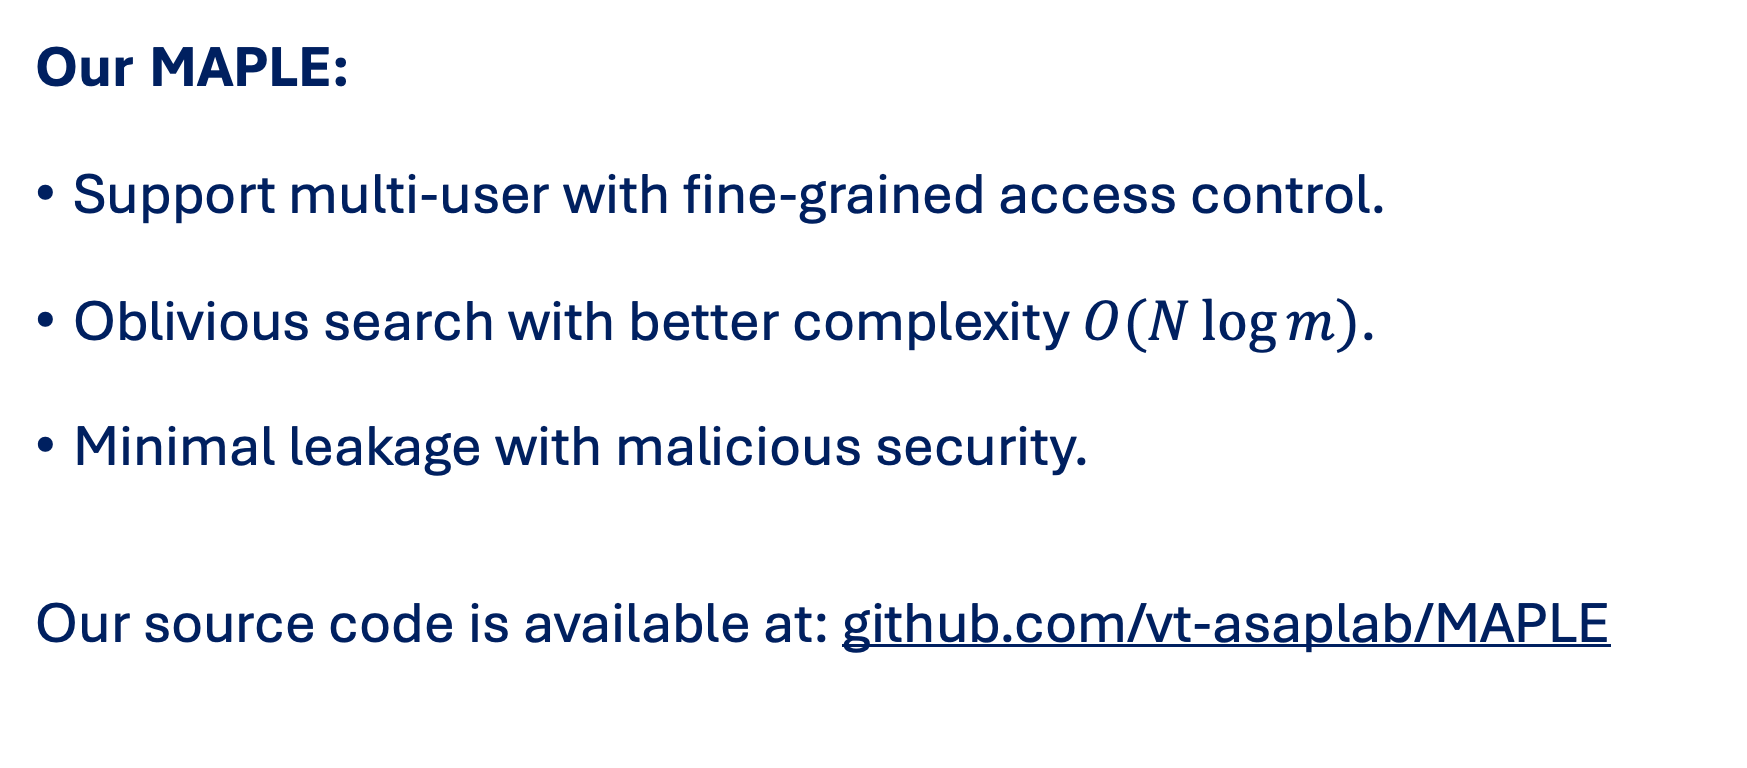 Our MAPLE:
• Support multi-user with fine-grained access control.
• Oblivious search with better complexity O(N log m).
• Minimal leakage with malicious security.
Our source code is available at: github.com/vt-asaplab/MAPLE